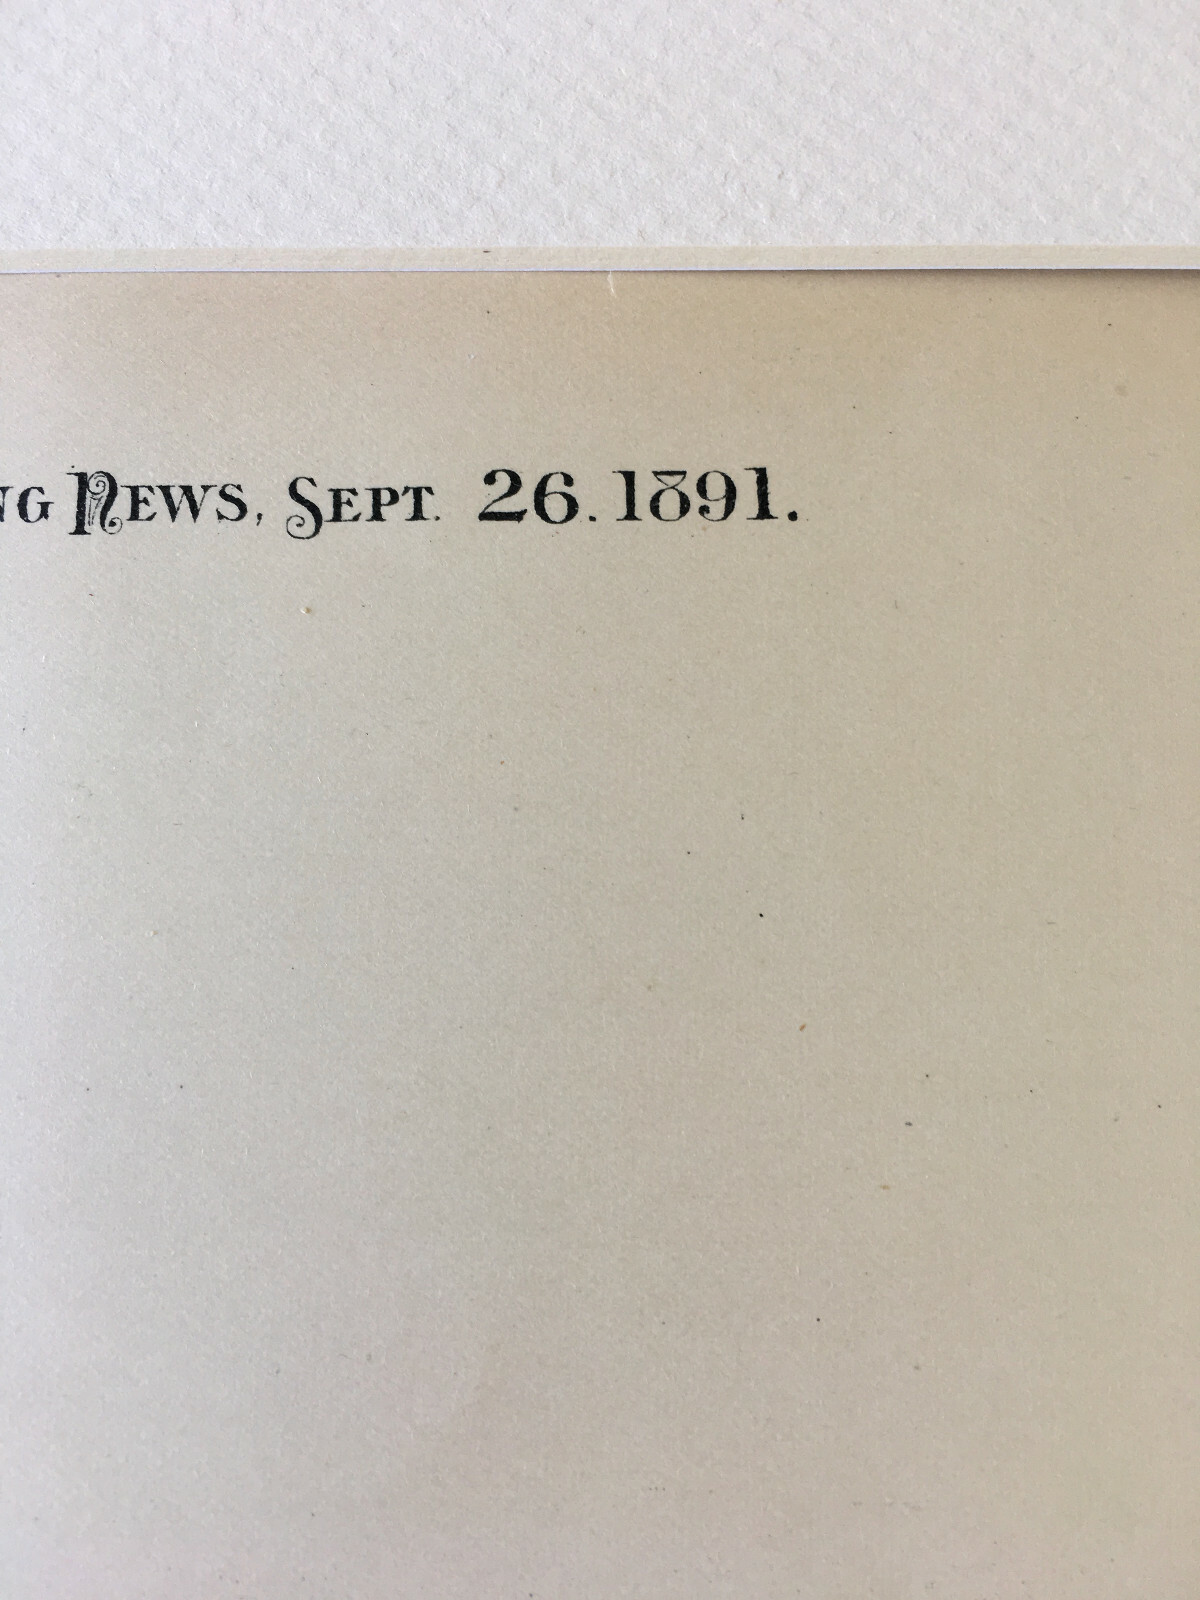 NG NEWS, SEPT. 26. 1891.